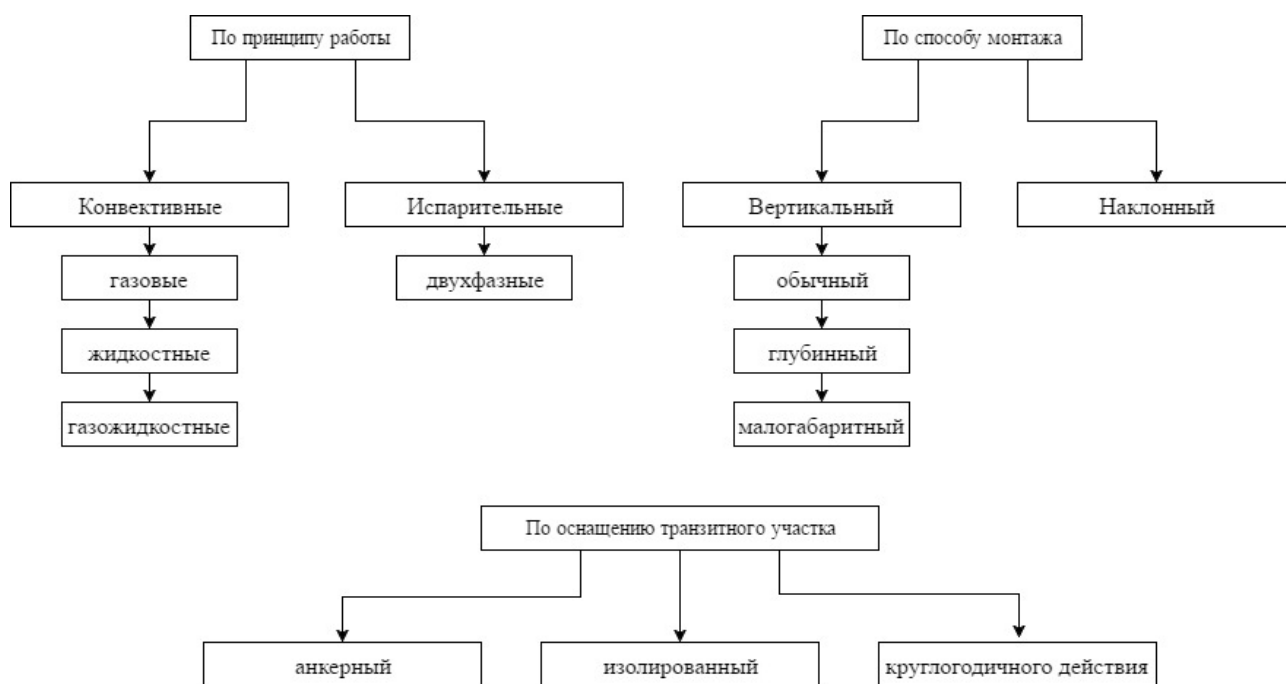 По принципу работы
По способу монтажа
Конвективные
Испарительные
Вертикальный
Наклонный
газовые
двухфазные
обычный
жидкостные
глубинный
газожидкостные
малогабаритный
По оснащению транзитного участка
анкерный
изолированный
круглогодичного действия